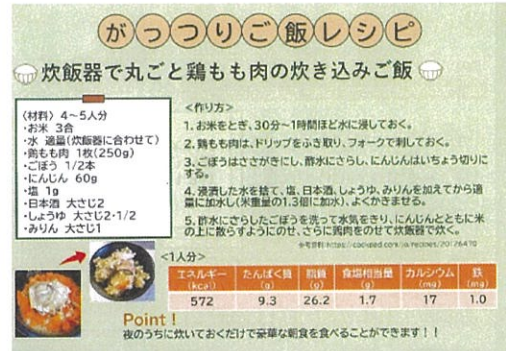 がっつりご飯レシピ
炊飯器で丸ごと鶏もも肉の炊き込みご飯
〈材料〉 4～5人分
・お米 3合
・水 適量(炊飯器に合わせて)
・鶏もも肉 1枚(250g)
・ごぼう 1/2本
・にんじん 60g
・塩 1g
・日本酒 大さじ2
・しょうゆ 大さじ2・1/2
・みりん 大さじ1
<作り方>
1、お米をとぎ、30分～1時間ほど水に浸しておく。
2、鶏もも肉は、ドリップをふき取り、フォークで刺しておく。
3、ごぼうはささがきにし、酢水にさらし、にんじんはいちょう切りに
する。
4、浸漬した水を捨て、塩、日本酒、しょうゆ、みりんを加えてから適
量に加水し(米重量の1.3倍に加水)、よくかきませる。
5、酢水にさらしたごぼうを洗って水気をきり、にんじんとともに米
の上に散らすようにのせ、さらに鶏肉をのせて炊飯器で炊く。
参考資料:https://cookpad.com/jp/recipes/20126470
<1人分>
エネルギー たんぱく質 脂質 食塩相当量 カルシウム 鉄
(kcal) (g) (g) (g) (mg) (mg)
572 9.3 26.2 1.7 17 1.0
Point！
夜のうちに炊いておくだけで豪華な朝食を食べることができます！！